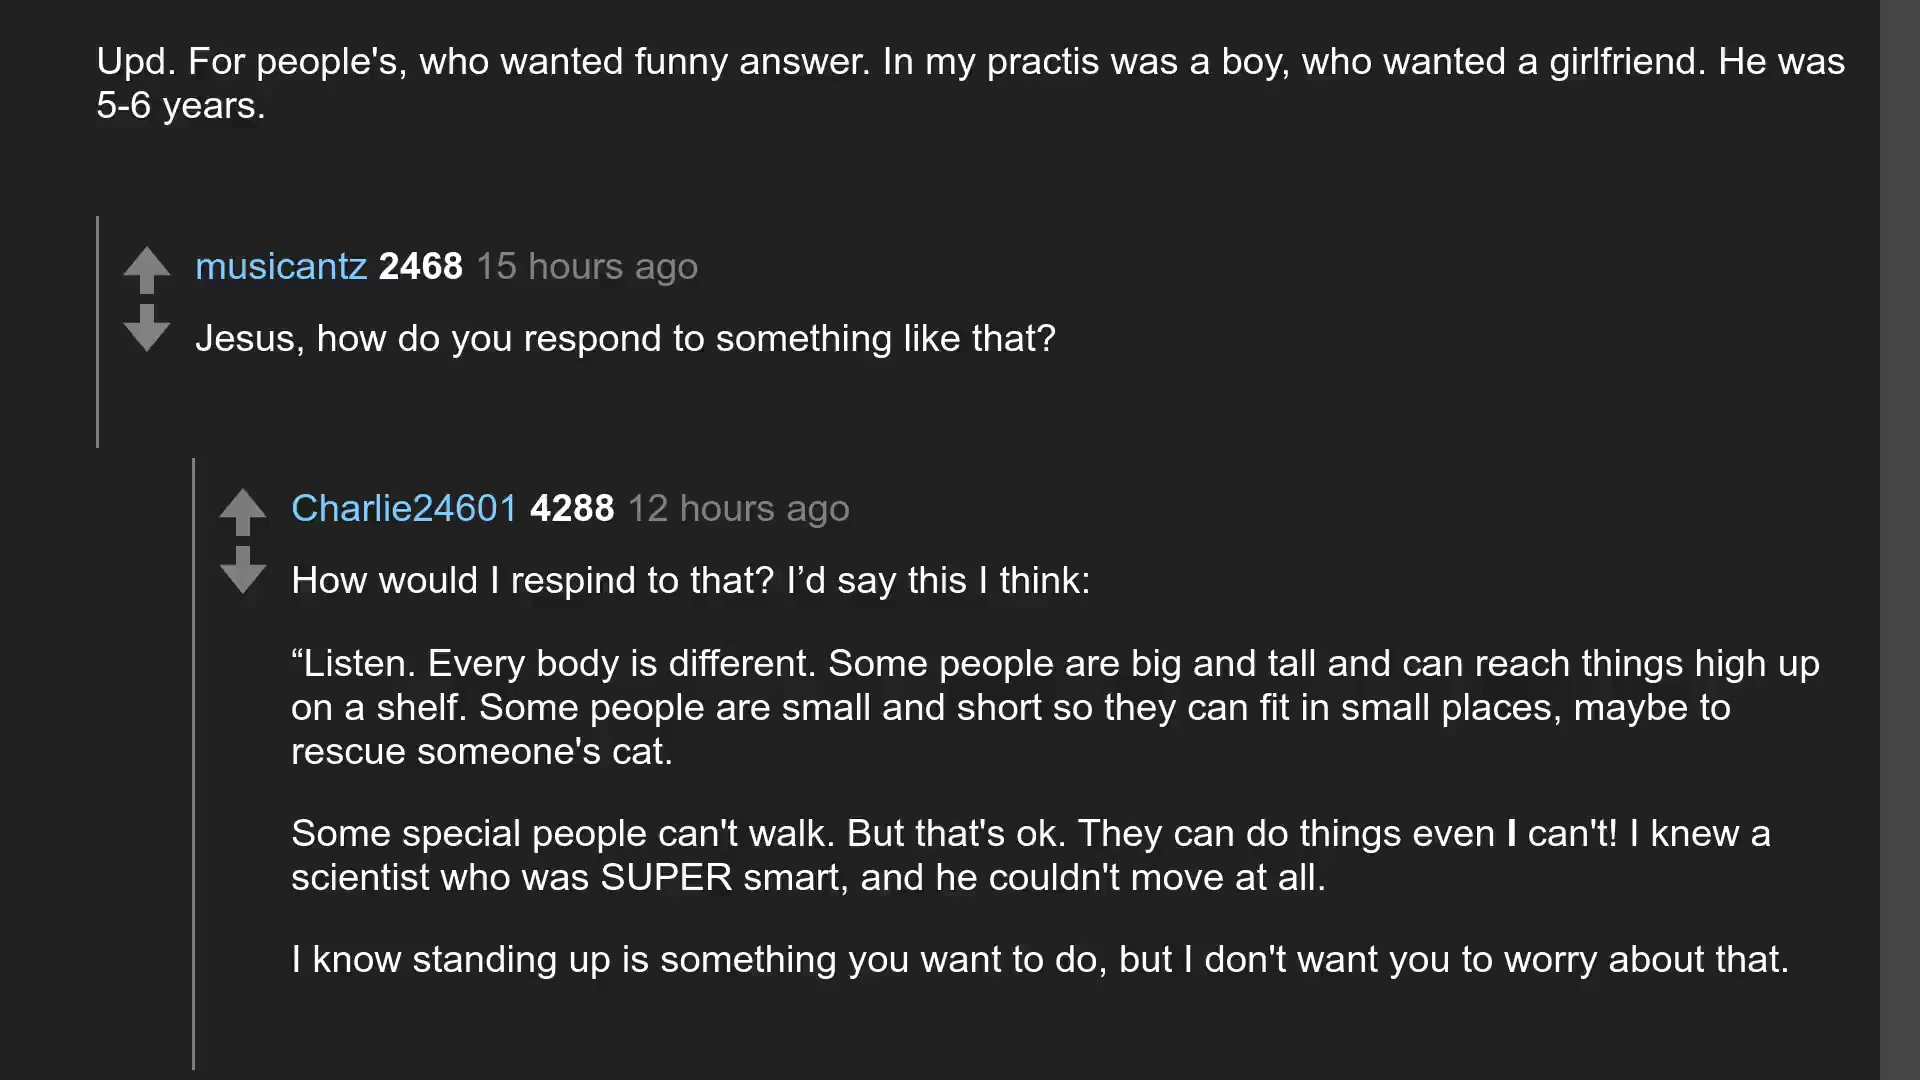 Upd. For people's, who wanted funny answer. In my practis was a boy, who wanted a girlfriend. He was
5-6 years.
musicantz 2468 15 hours ago
Jesus, how do you respond to something like that?
Charlie24601 4288 12 hours ago
How would I respind to that? I’d say this I think:
“Listen. Every body is different. Some people are big and tall and can reach things high up
on a shelf. Some people are small and short so they can fit in small places, maybe to
rescue someone's cat.
Some special people can't walk. But that's ok. They can do things even I can't! I knew a
scientist who was SUPER smart, and he couldn't move at all.
I know standing up is something you want to do, but I don't want you to worry about that.